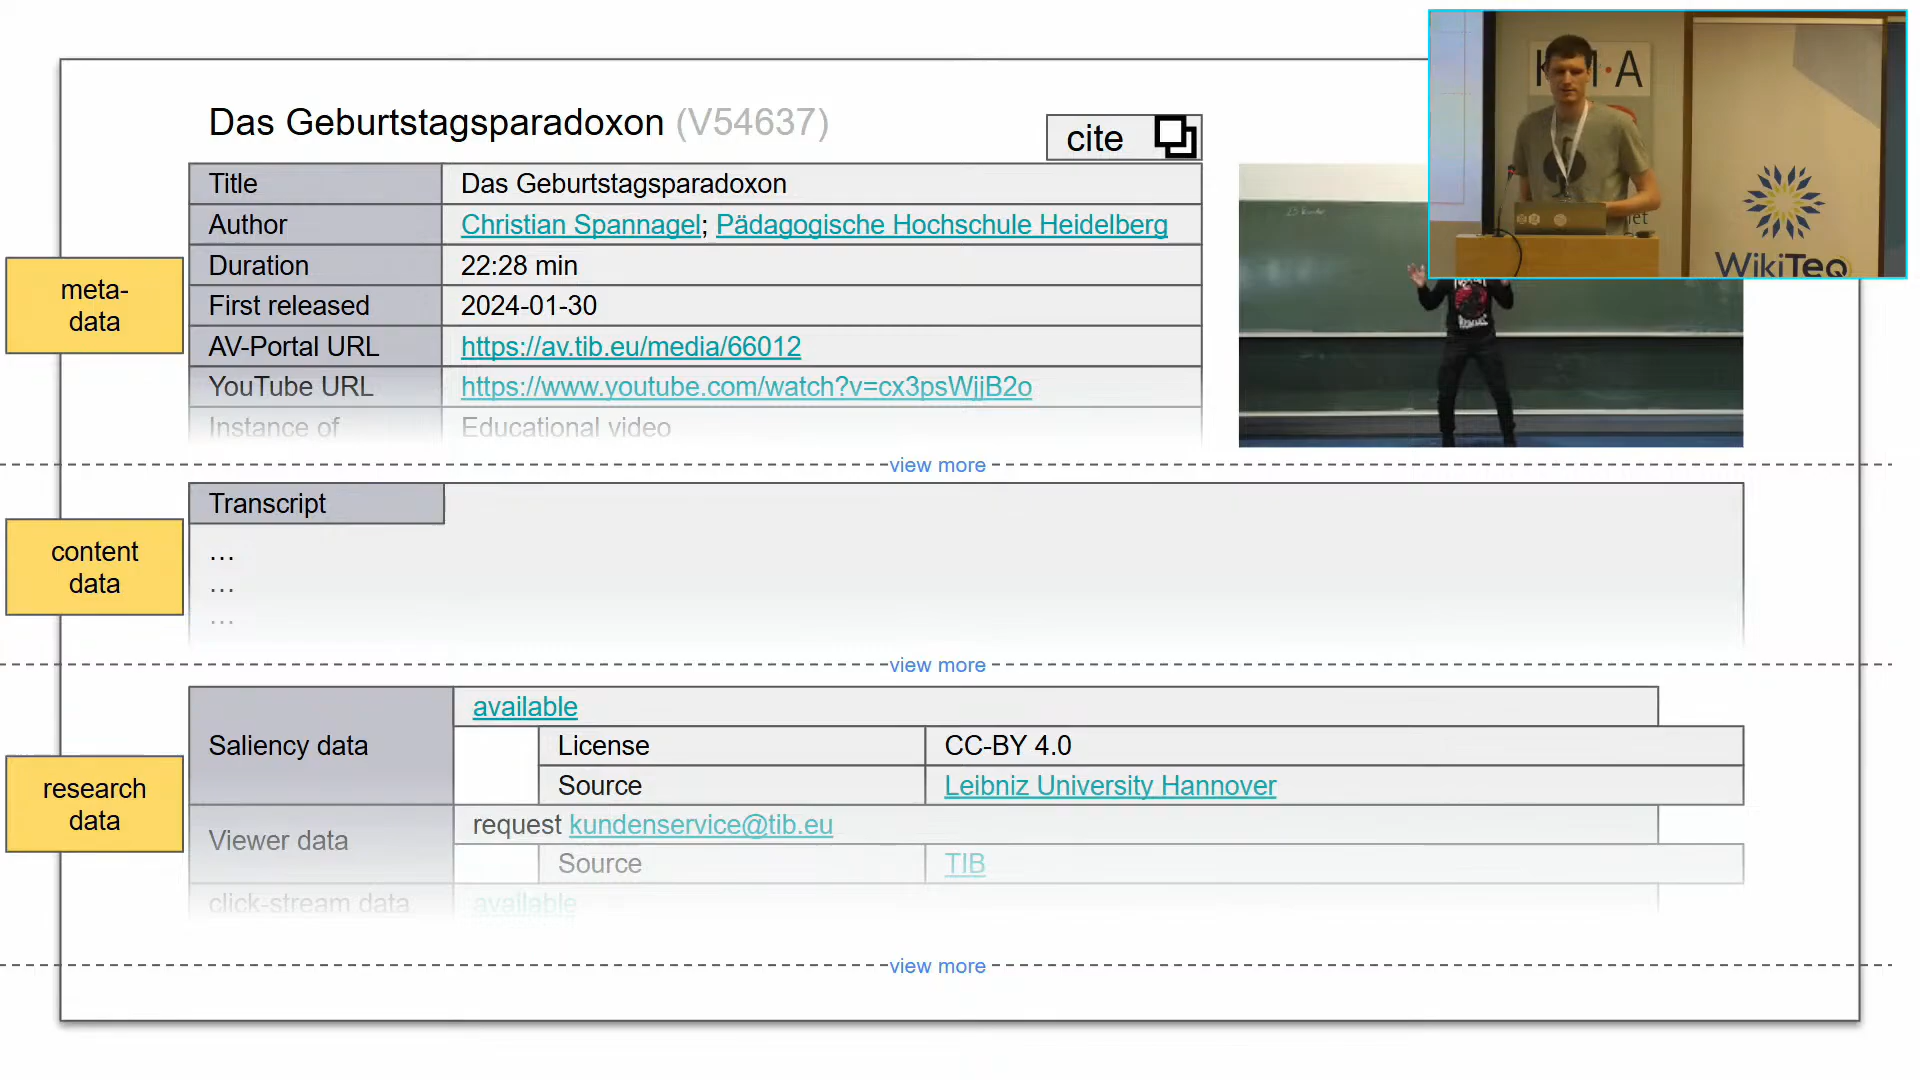 Das Geburtstagsparadoxon (V54637)
cite
Title Das Geburtstagsparadoxon
Author Christian Spannagel; Pädagogische Hochschule Heidelberg
Duration 22:28 min
First released 2024-01-30
AV-Portal URL https://av.tib.eu/media/66012
YouTube URL https://www.youtube.com/watch?v=cx3psWjjB2o
Instance of Educational video
meta-
data
view more
Transcript
…
…
…
content
data
view more
Saliency data available
License CC-BY 4.0
Source Leibniz University Hannover
Viewer data request kundenservice@tib.eu
Source TIB
click-stream data available
research
data
view more
WikiTeq